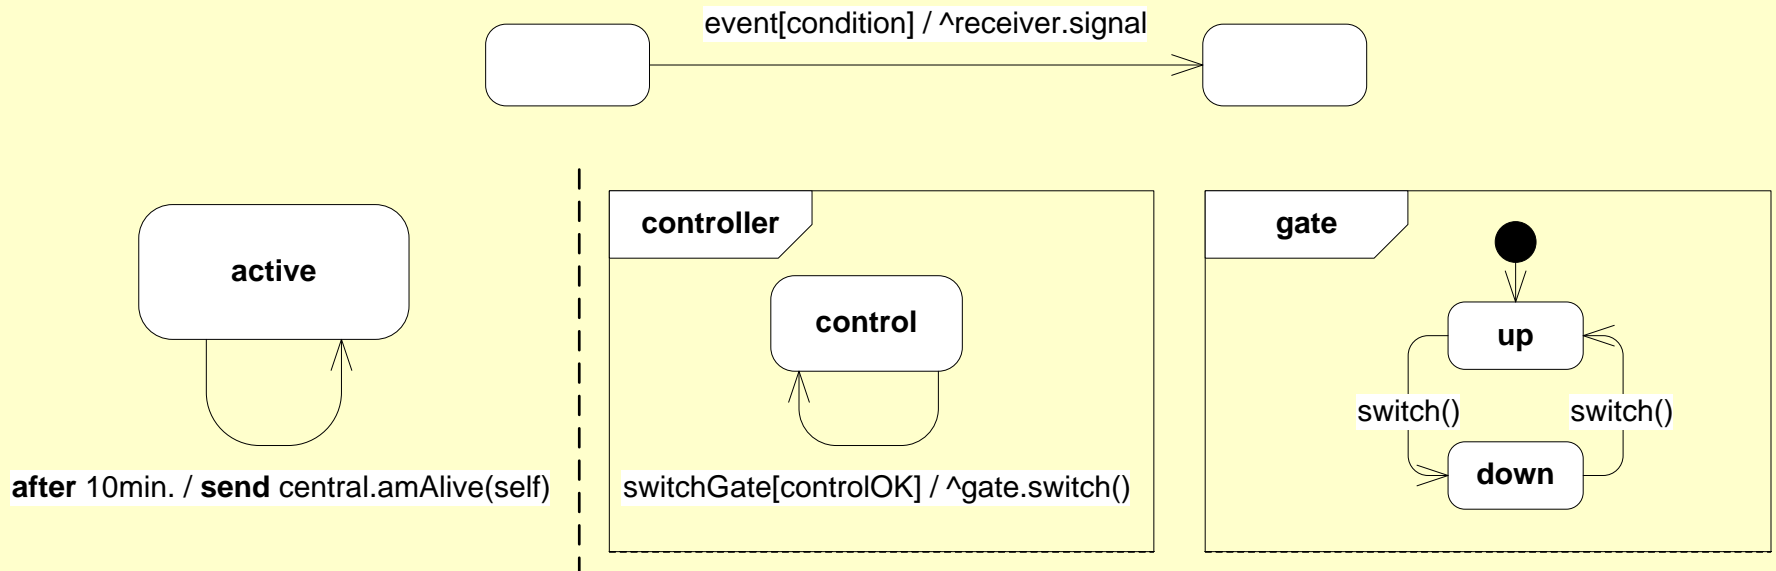 event[condition] / ^receiver.signal
active
after 10min. / send central.amAlive(self)
controller
control
switchGate[controlOK] / ^gate.switch()
gate
up
switch()
switch()
down